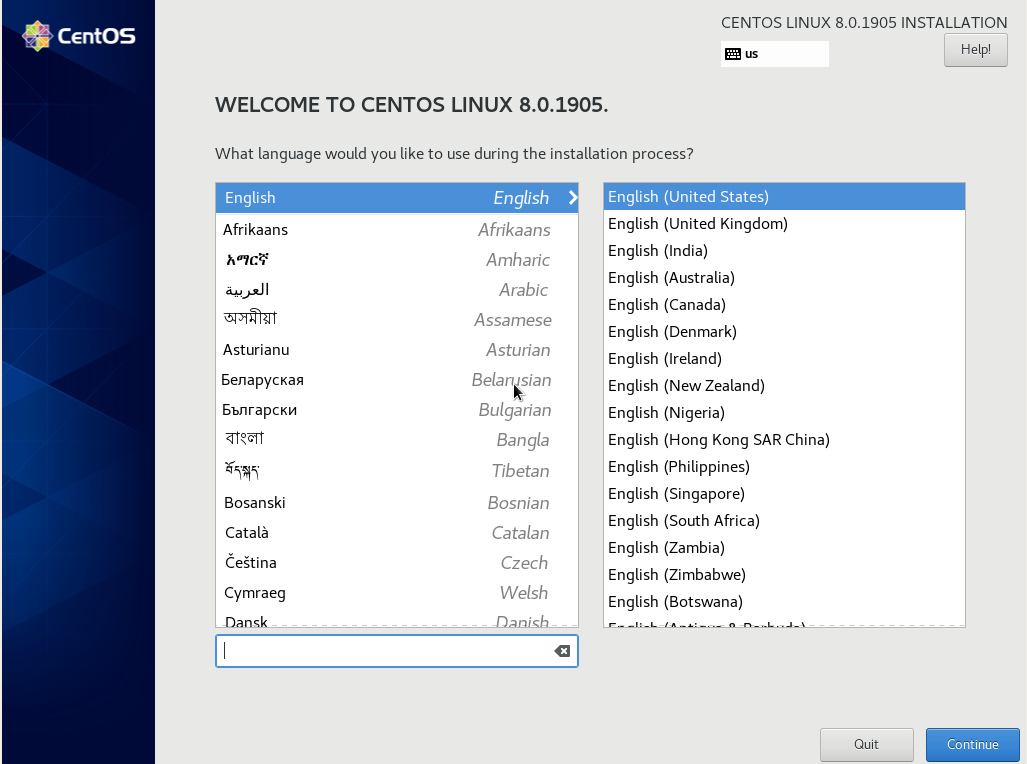 CentOS
CENTOS LINUX 8.0.1905 INSTALLATION
us
Help!
WELCOME TO CENTOS LINUX 8.0.1905.
What language would you like to use during the installation process?
English English
Afrikaans Afrikaans
አማርኛ Amharic
العربية Arabic
অসমীয়া Assamese
Asturianu Asturian
Беларуская Belarusian
Български Bulgarian
বাংলা Bangla
བོད་སྐད་ Tibetan
Bosanski Bosnian
Català Catalan
Čeština Czech
Cymraeg Welsh
Dansk Danish
English (United States)
English (United Kingdom)
English (India)
English (Australia)
English (Canada)
English (Denmark)
English (Ireland)
English (New Zealand)
English (Nigeria)
English (Hong Kong SAR China)
English (Philippines)
English (Singapore)
English (South Africa)
English (Zambia)
English (Zimbabwe)
English (Botswana)
English (Antigua & Barbuda)
Quit
Continue